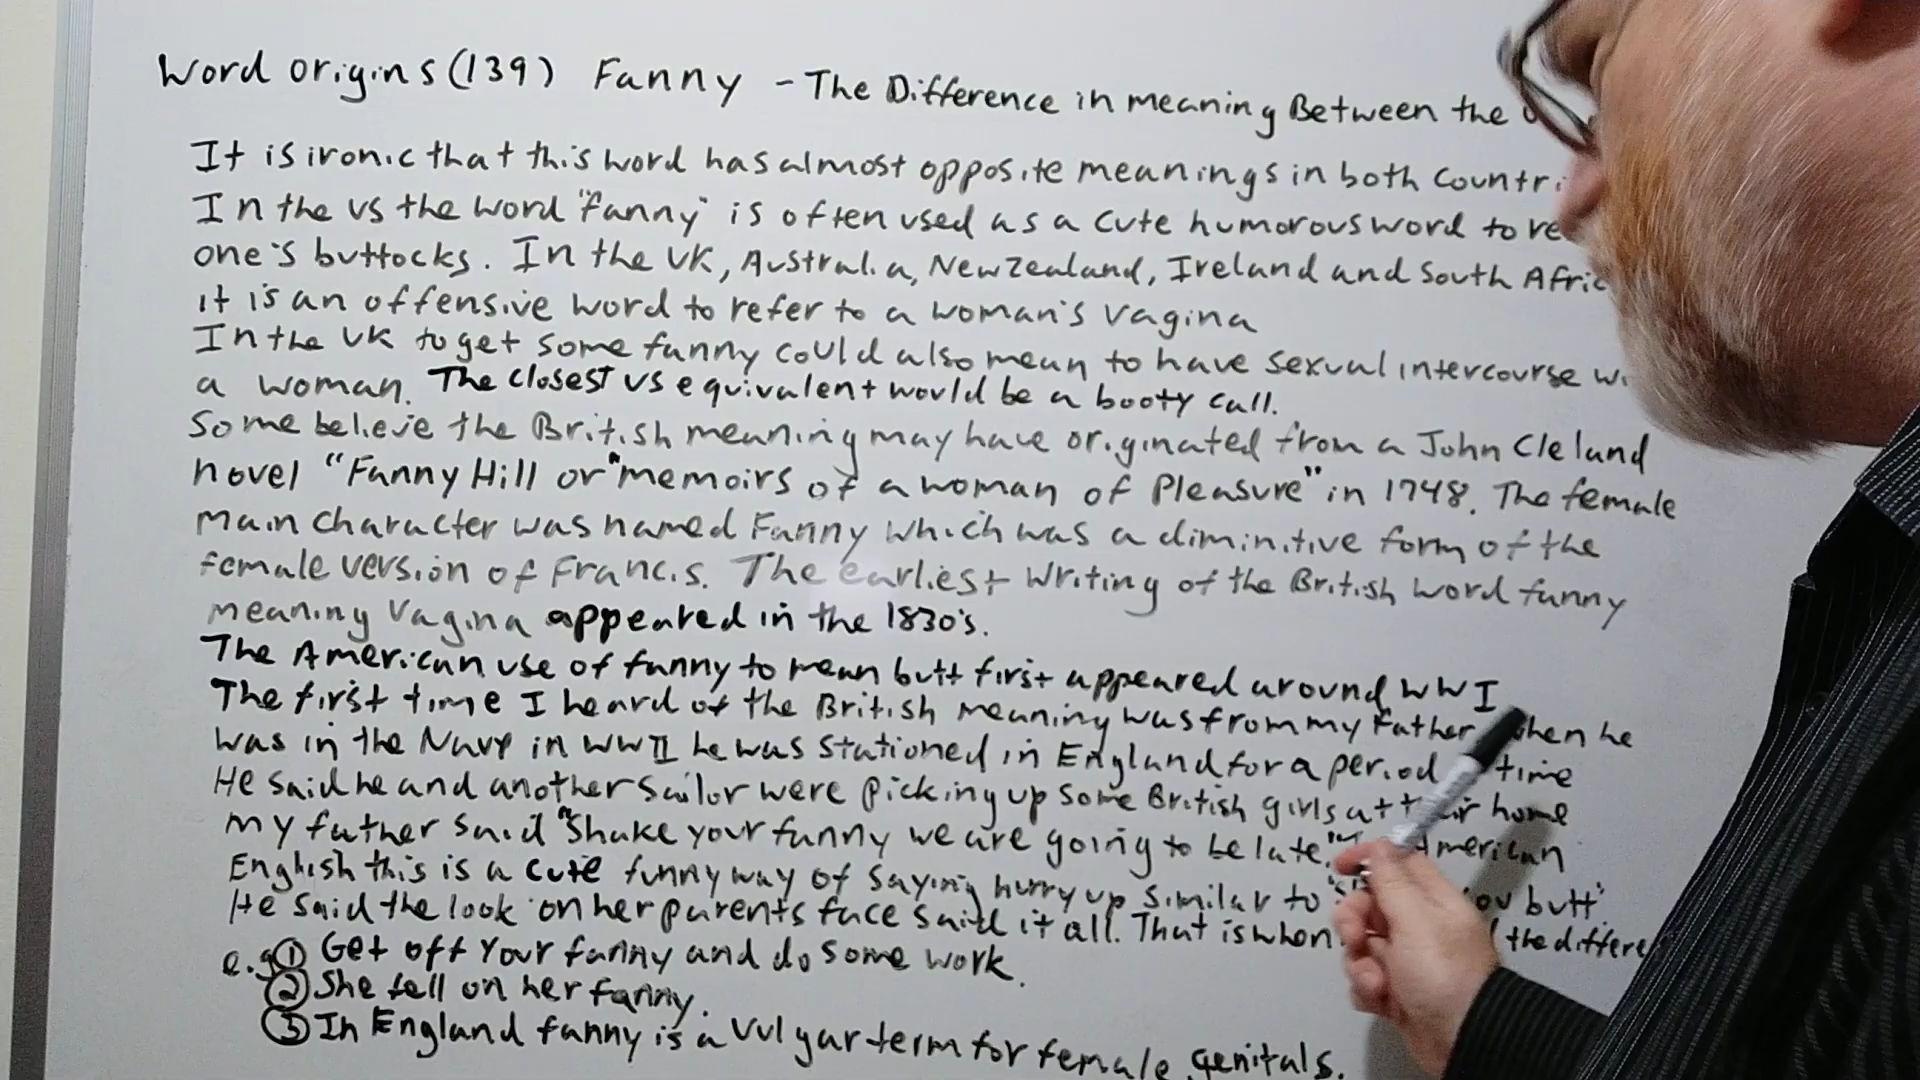 Word Origins (139) Fanny - The Difference in meaning Between the
It is ironic that this word has almost opposite meanings in both
In the US the word "fanny" is often used as a cute humorous word to
one's buttocks. In the UK, Australia, New Zealand, Ireland and South
it is an offensive word to refer to a woman's vagina
In the UK to get some fanny could also mean to have sexual intercourse
a woman. The closest US equivalent would be a booty call.
Some believe the British meaning may have originated from a John Cleland
novel "Fanny Hill or "memoirs of a woman of Pleasure" in 1748. The female
main character was named Fanny which was a diminitive form of the
female version of Francis. The earliest writing of the British word fanny
meaning vagina appeared in the 1830's.
The American use of fanny to mean butt first appeared around WWI
The first time I heard of the British meaning was from my Father when he
was in the Navy in WWII he was stationed in England for a period time
He said he and another sailor were picking up some British girls at home
my father said "Shake your fanny we are going to be late." American
English this is a cute funny way of saying hurry up similar to butt"
He said the look on her parents face said it all. That is when the
e.g. ① Get off your fanny and do some work.
② She fell on her fanny.
③ In England fanny is a vulgar term for female genitals.